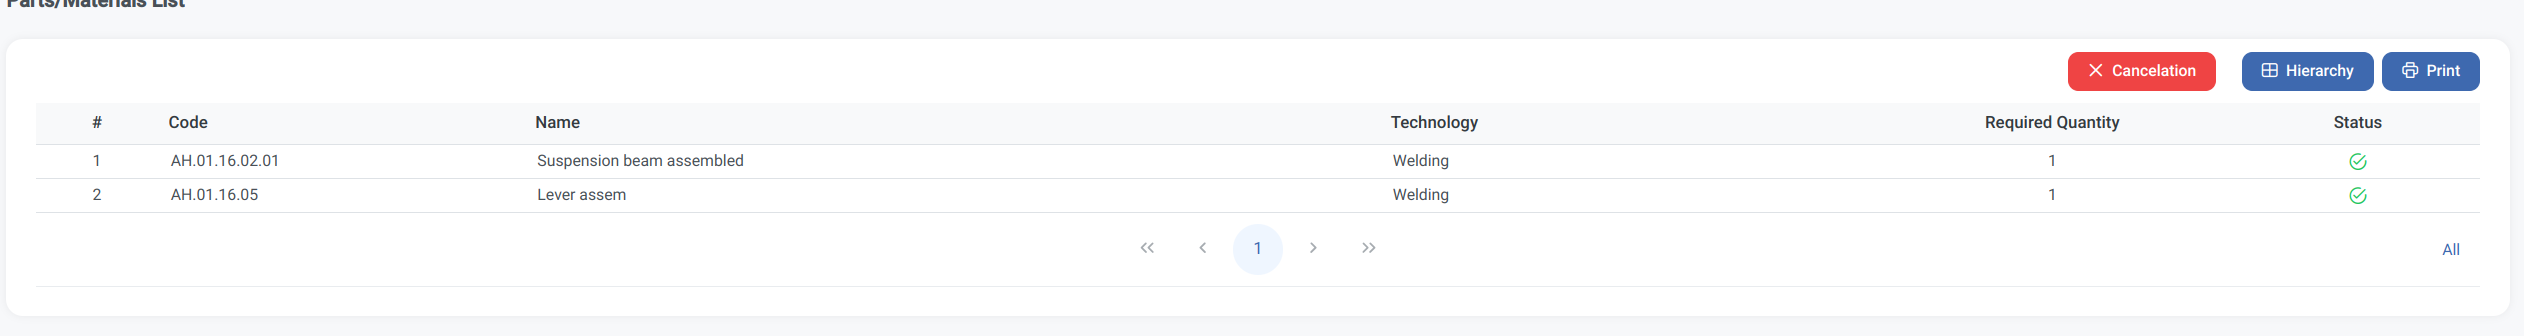 Parts/Materials List
Cancelation Hierarchy Print
# Code Name Technology Required Quantity Status
1 AH.01.16.02.01 Suspension beam assembled Welding 1
2 AH.01.16.05 Lever assem Welding 1
1 All